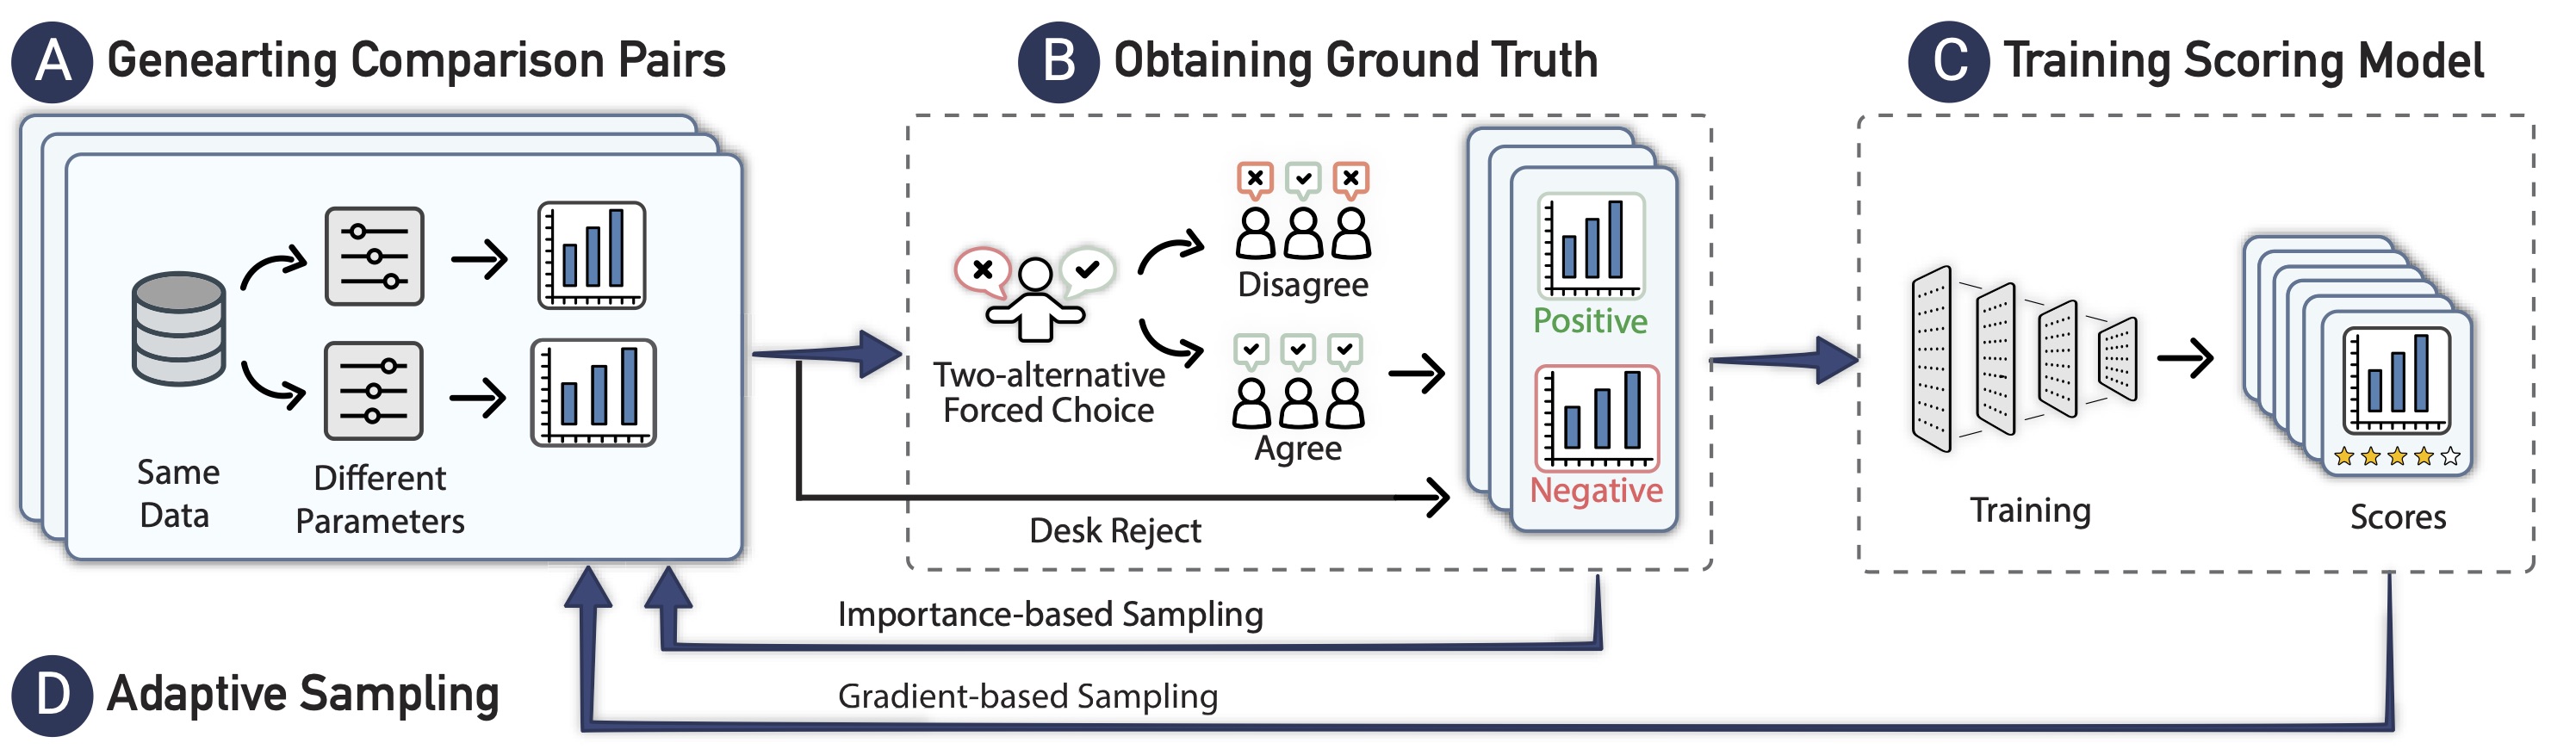 A Genearting Comparison Pairs
Same
Data
Different
Parameters
B Obtaining Ground Truth
Two-alternative
Forced Choice
Disagree
Agree
Desk Reject
Positive
Negative
C Training Scoring Model
Training
Scores
Importance-based Sampling
Gradient-based Sampling
D Adaptive Sampling